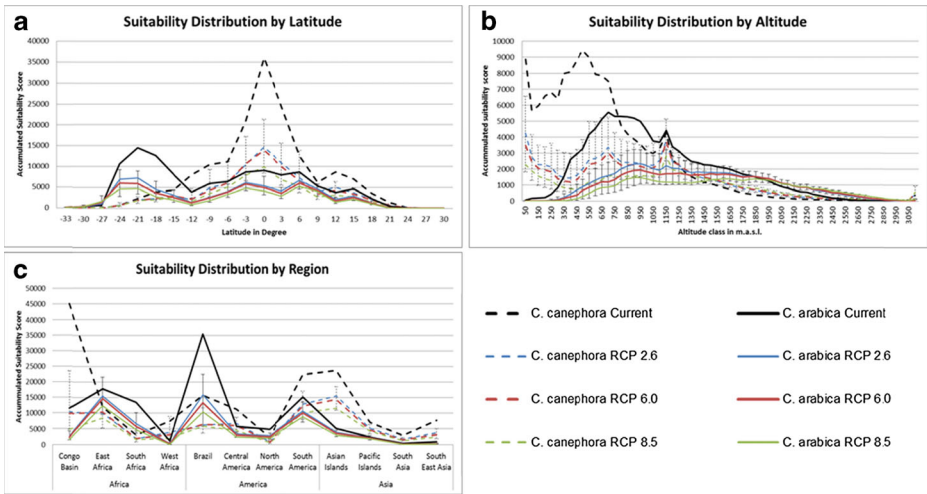 a
Suitability Distribution by Latitude
Accumulated Suitability Score
40000
35000
30000
25000
20000
15000
10000
5000
0
-33 -30 -27 -24 -21 -18 -15 -12 -9 -6 -3 0 3 6 9 12 15 18 21 24 27 30
Latitude in Degree
b
Suitability Distribution by Altitude
Accumulated suitability score
10000
9000
8000
7000
6000
5000
4000
3000
2000
1000
0
50 150 250 350 450 550 650 750 850 950 1050 1150 1250 1350 1450 1550 1650 1750 1850 1950 2050 2150 2250 2350 2450 2550 2650 2750 2850 2950 3050
Altitude class in m.a.s.l.
c
Suitability Distribution by Region
Accummulated Suitability Score
50000
45000
40000
35000
30000
25000
20000
15000
10000
5000
0
Congo East South West Brazil Central North South Asian Pacific South South
Basin Africa Africa Africa America America America Islands Islands Asia East Asia
Africa America Asia
C. canephora Current
C. arabica Current
C. canephora RCP 2.6
C. arabica RCP 2.6
C. canephora RCP 6.0
C. arabica RCP 6.0
C. canephora RCP 8.5
C. arabica RCP 8.5